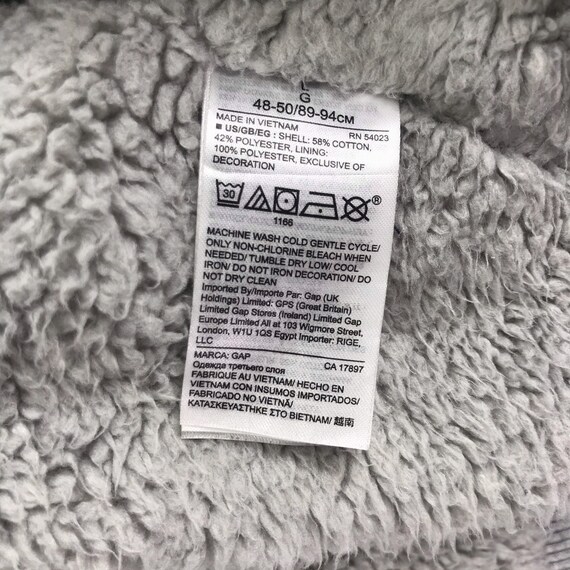 L
G
48-50/89-94CM
MADE IN VIETNAM RN 54023
■ US/GB/EG : SHELL: 58% COTTON,
42% POLYESTER, LINING:
100% POLYESTER, EXCLUSIVE OF
DECORATION
30
®
1166
MACHINE WASH COLD GENTLE CYCLE/
ONLY NON-CHLORINE BLEACH WHEN
NEEDED/ TUMBLE DRY LOW/ COOL
IRON/ DO NOT IRON DECORATION/ DO
NOT DRY CLEAN
Imported By/Importe Par: Gap (UK
Holdings) Limited: GPS (Great Britain)
Limited Gap Stores (Ireland) Limited Gap
Europe Limited All at 103 Wigmore Street,
London, W1U 1QS Egypt Importer: RIGE,
LLC
MARCA: GAP CA 17897
Одежда третьего слоя
FABRIQUE AU VIETNAM/ HECHO EN
VIETNAM CON INSUMOS IMPORTADOS/
FABRICADO NO VIETNÃ/
ΚΑΤΑΣΚΕΥΑΣΤΗΚΕ ΣΤΟ ΒΙΕΤΝΑΜ/ 越南